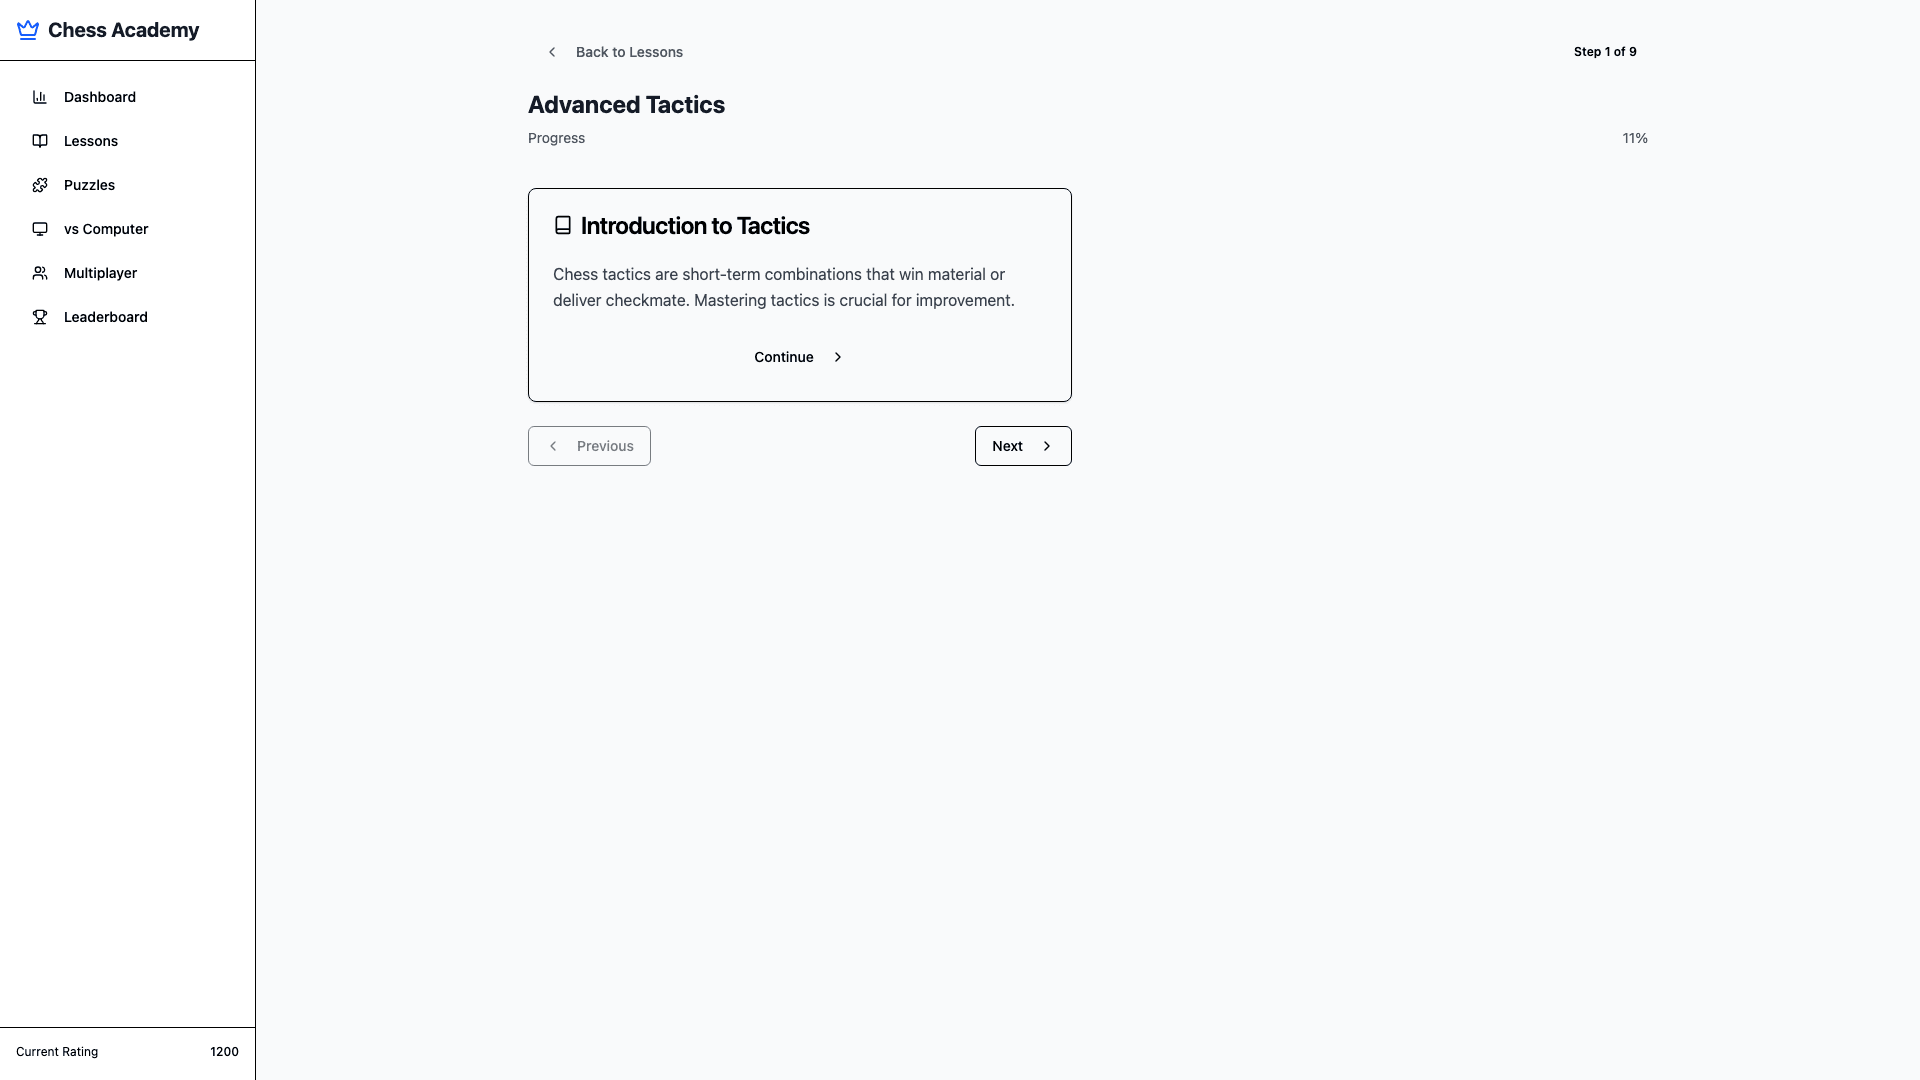 Chess Academy
Dashboard
Lessons
Puzzles
vs Computer
Multiplayer
Leaderboard
Current Rating 1200
Back to Lessons
Step 1 of 9
Advanced Tactics
Progress 11%
Introduction to Tactics
Chess tactics are short-term combinations that win material or
deliver checkmate. Mastering tactics is crucial for improvement.
Continue
Previous
Next